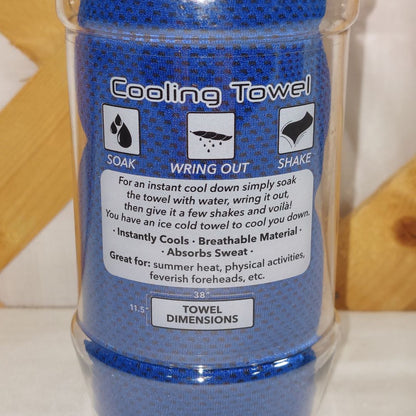 Cooling Towel
SOAK
WRING OUT
SHAKE
For an instant cool down simply soak
the towel with water, wring it out,
then give it a few shakes and voilà!
You have an ice cold towel to cool you down.
· Instantly Cools · Breathable Material ·
· Absorbs Sweat ·
Great for: summer heat, physical activities,
feverish foreheads, etc.
38"
11.5"
TOWEL
DIMENSIONS